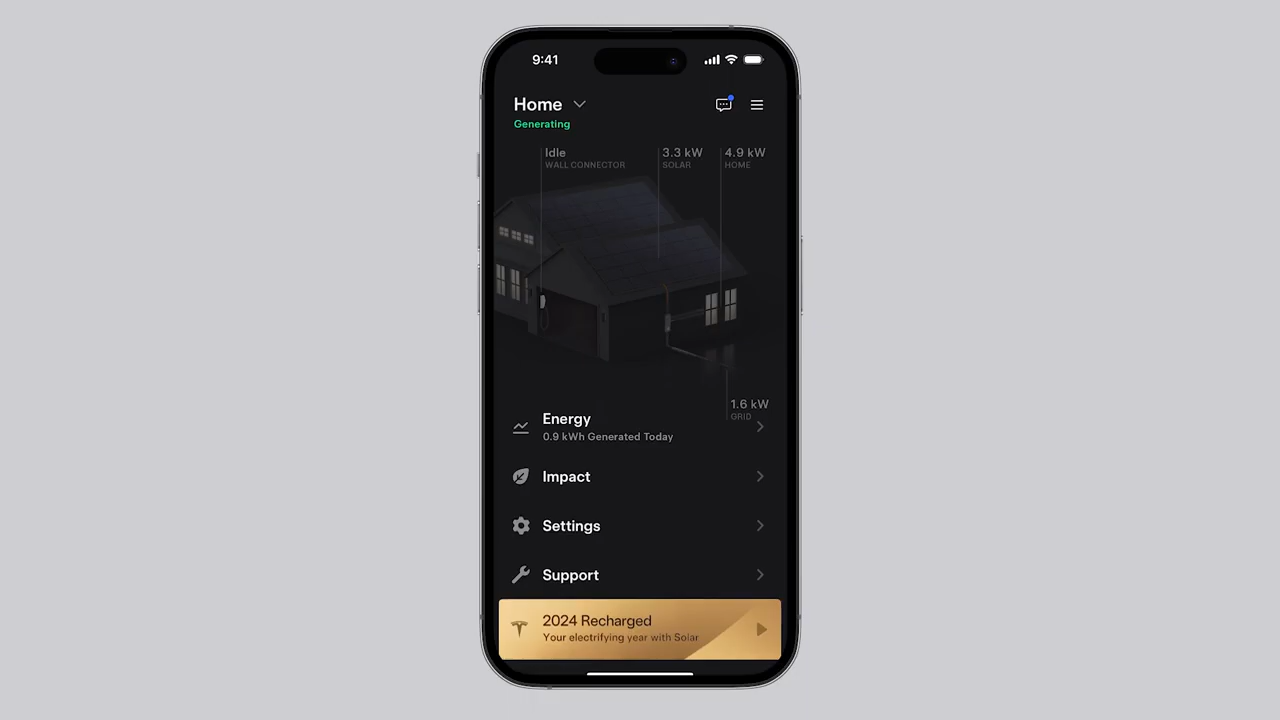 9:41
Home
Generating
Idle
WALL CONNECTOR
3.3 kW
SOLAR
4.9 kW
HOME
1.6 kW
GRID
Energy
0.9 kWh Generated Today
Impact
Settings
Support
2024 Recharged
Your electrifying year with Solar